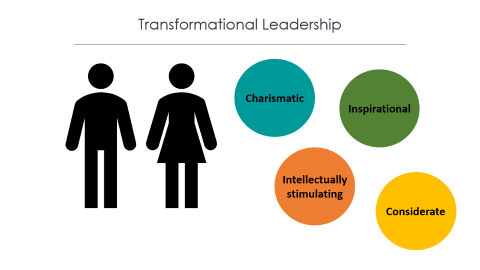 Transformational Leadership
Charismatic
Inspirational
Intellectually
stimulating
Considerate